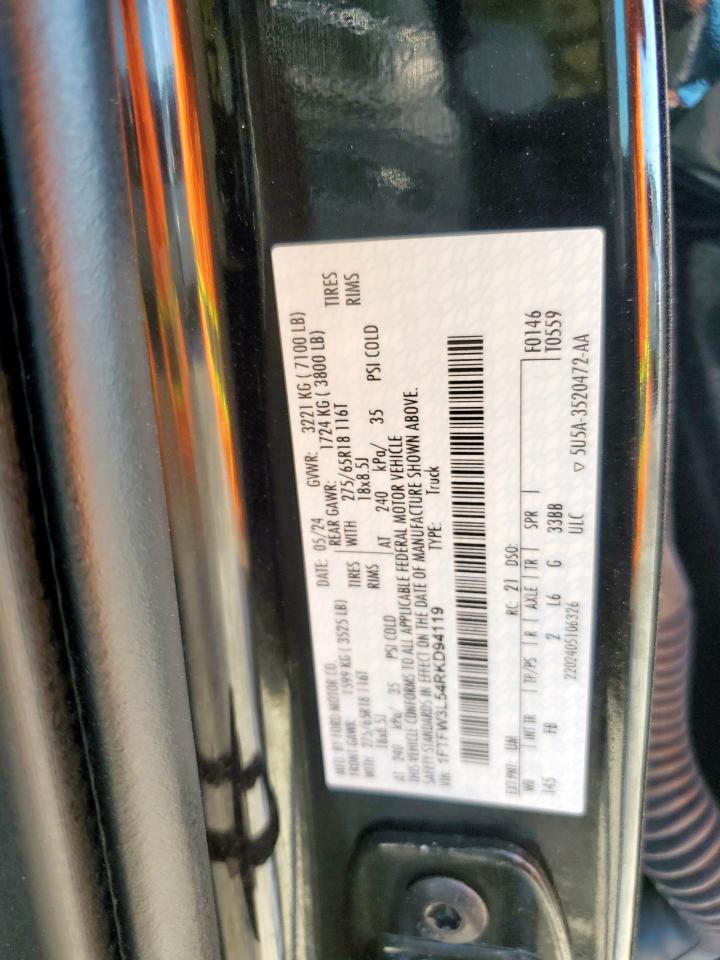 MFD. BY FORD MOTOR CO.
DATE: 05/24 GVWR: 3221 KG ( 7100 LB)
FRONT GAWR: 1599 KG ( 3525 LB) REAR GAWR: 1724 KG ( 3800 LB)
WITH 275/65R18 116T TIRES WITH 275/65R18 116T TIRES
18x8.5J RIMS 18x8.5J RIMS
AT 240 kPa/ 35 PSI COLD AT 240 kPa/ 35 PSI COLD
THIS VEHICLE CONFORMS TO ALL APPLICABLE FEDERAL MOTOR VEHICLE
SAFETY STANDARDS IN EFFECT ON THE DATE OF MANUFACTURE SHOWN ABOVE.
VIN: 1FTFW3L54RKD94119 TYPE: Truck
EXT PNT: UM RC: 21 DSO: F0146
WB INT TR TP/PS R AXLE TR SPR T0559
145 FB 2 L6 G 33BB
2202405106326 ULC ▽ 5U5A-3520472-AA